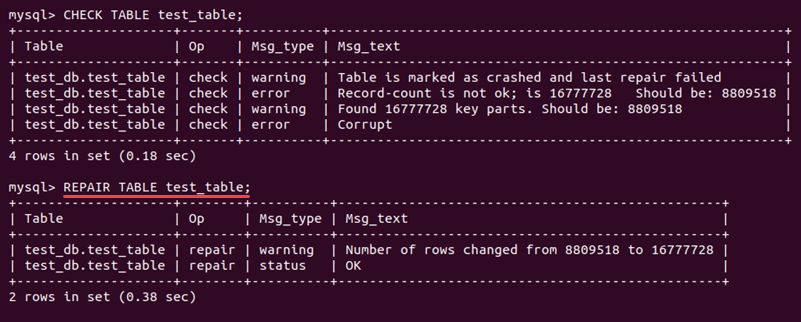 mysql> CHECK TABLE test_table;
+--------------------+-------+----------+----------------------------------------------------------+
| Table              | Op    | Msg_type | Msg_text                                                 |
+--------------------+-------+----------+----------------------------------------------------------+
| test_db.test_table | check | warning  | Table is marked as crashed and last repair failed        |
| test_db.test_table | check | error    | Record-count is not ok; is 16777728   Should be: 8809518 |
| test_db.test_table | check | warning  | Found 16777728 key parts. Should be: 8809518             |
| test_db.test_table | check | error    | Corrupt                                                  |
+--------------------+-------+----------+----------------------------------------------------------+
4 rows in set (0.18 sec)
mysql> REPAIR TABLE test_table;
+--------------------+--------+----------+------------------------------------------------+
| Table              | Op     | Msg_type | Msg_text                                       |
+--------------------+--------+----------+------------------------------------------------+
| test_db.test_table | repair | warning  | Number of rows changed from 8809518 to 16777728 |
| test_db.test_table | repair | status   | OK                                             |
+--------------------+--------+----------+------------------------------------------------+
2 rows in set (0.38 sec)